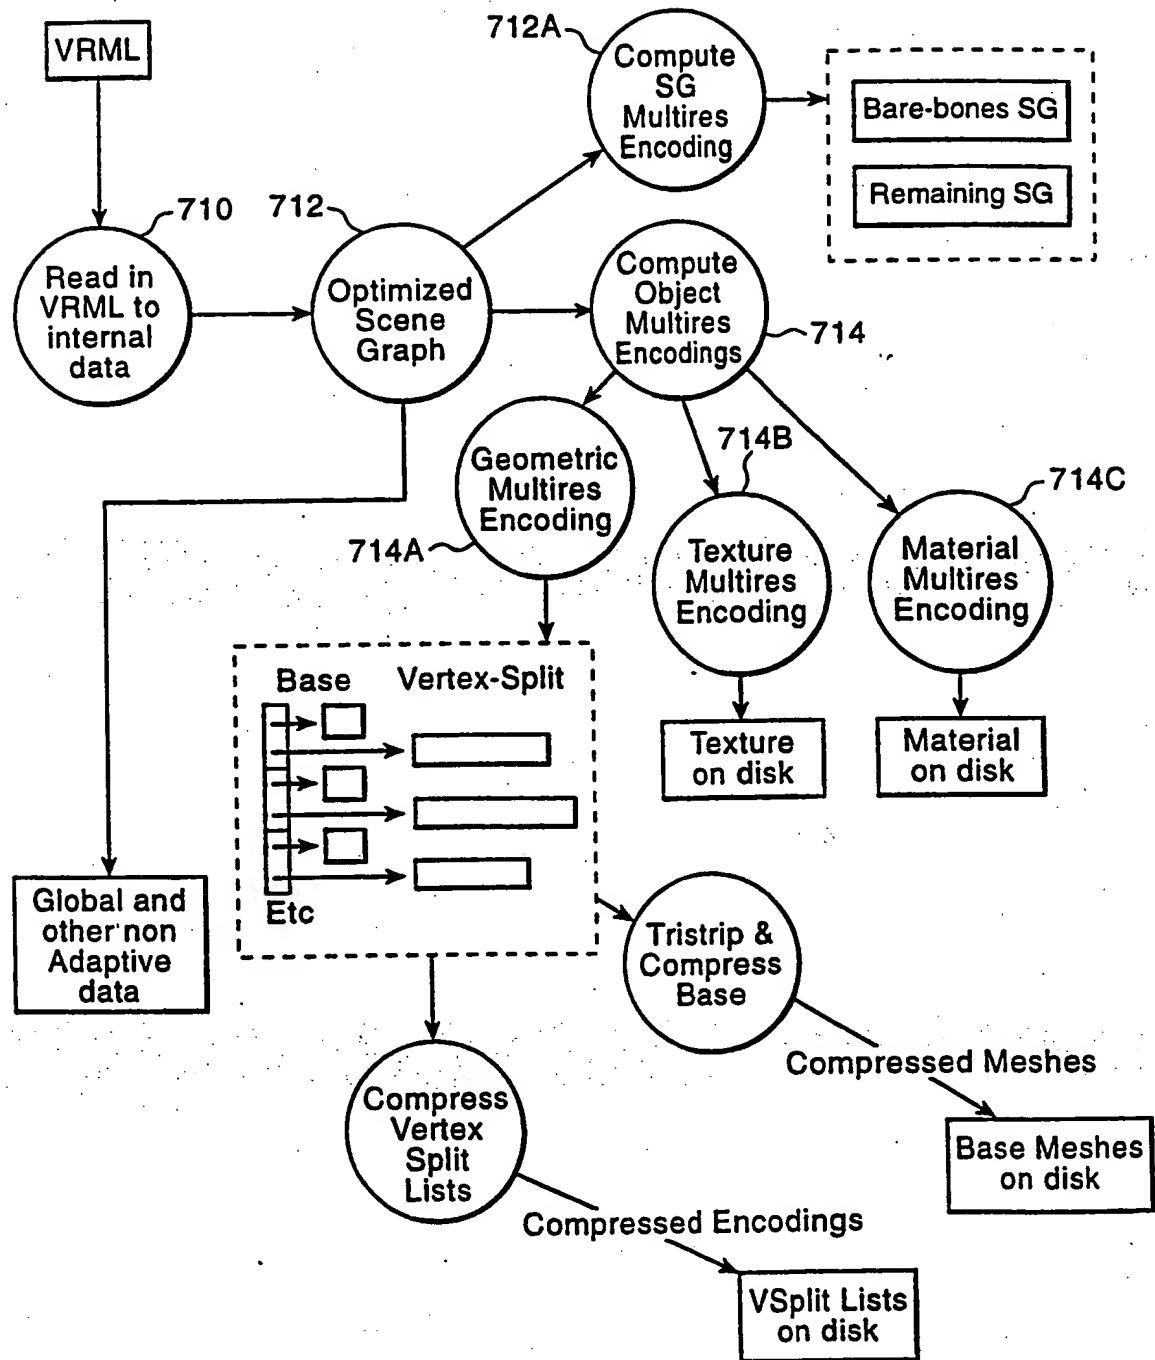 VRML
712A
Compute
SG
Multires
Encoding
Bare-bones SG
Remaining SG
710
712
Read in
VRML to
internal
data
Optimized
Scene
Graph
Compute
Object
Multires
Encodings
714
Geometric
Multires
Encoding
714A
714B
Texture
Multires
Encoding
714C
Material
Multires
Encoding
Base
Vertex-Split
Etc
Texture
on disk
Material
on disk
Global and
other non
Adaptive
data
Tristrip &
Compress
Base
Compressed Meshes
Base Meshes
on disk
Compress
Vertex
Split
Lists
Compressed Encodings
VSplit Lists
on disk